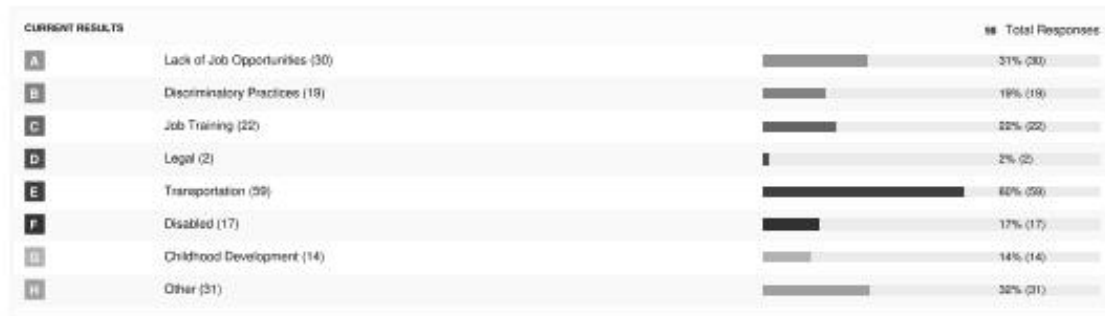 CURRENT RESULTS 98 Total Responses
A Lack of Job Opportunities (30) 31% (30)
B Discriminatory Practices (19) 19% (19)
C Job Training (22) 22% (22)
D Legal (2) 2% (2)
E Transportation (59) 60% (59)
F Disabled (17) 17% (17)
G Childhood Development (14) 14% (14)
H Other (31) 32% (31)